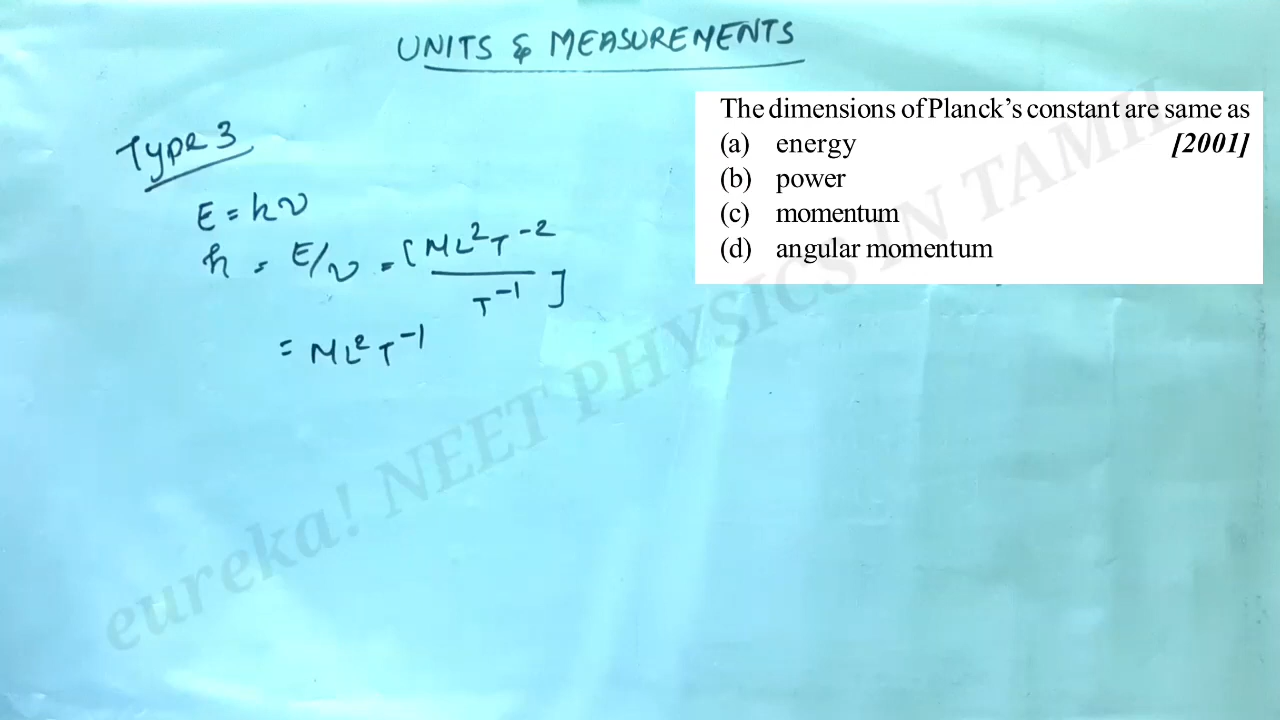 UNITS & MEASUREMENTS
Type 3
E = hν
h = E/ν = [ML²T⁻²
T⁻¹ ]
= ML²T⁻¹
The dimensions of Planck's constant are same as
(a) energy [2001]
(b) power
(c) momentum
(d) angular momentum
eureka! NEET PHYSICS IN TAMIL